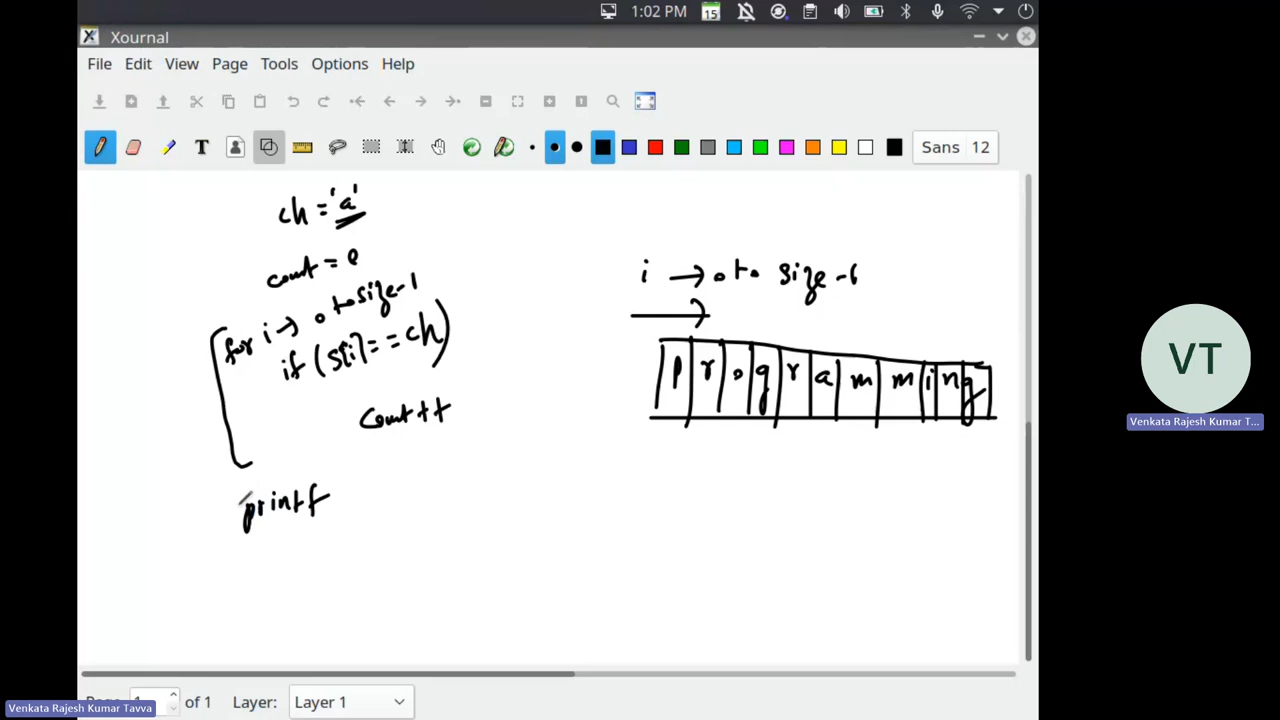 1:02 PM
15
Xournal
File Edit View Page Tools Options Help
T
Sans 12
ch = 'a'
count = 0
for i → 0 to size-1
if (s[i] == ch)
count++
printf
i → 0 to size-1
p r o g r a m m i n g
VT
Venkata Rajesh Kumar T...
of 1 Layer: Layer 1
Venkata Rajesh Kumar Tavva